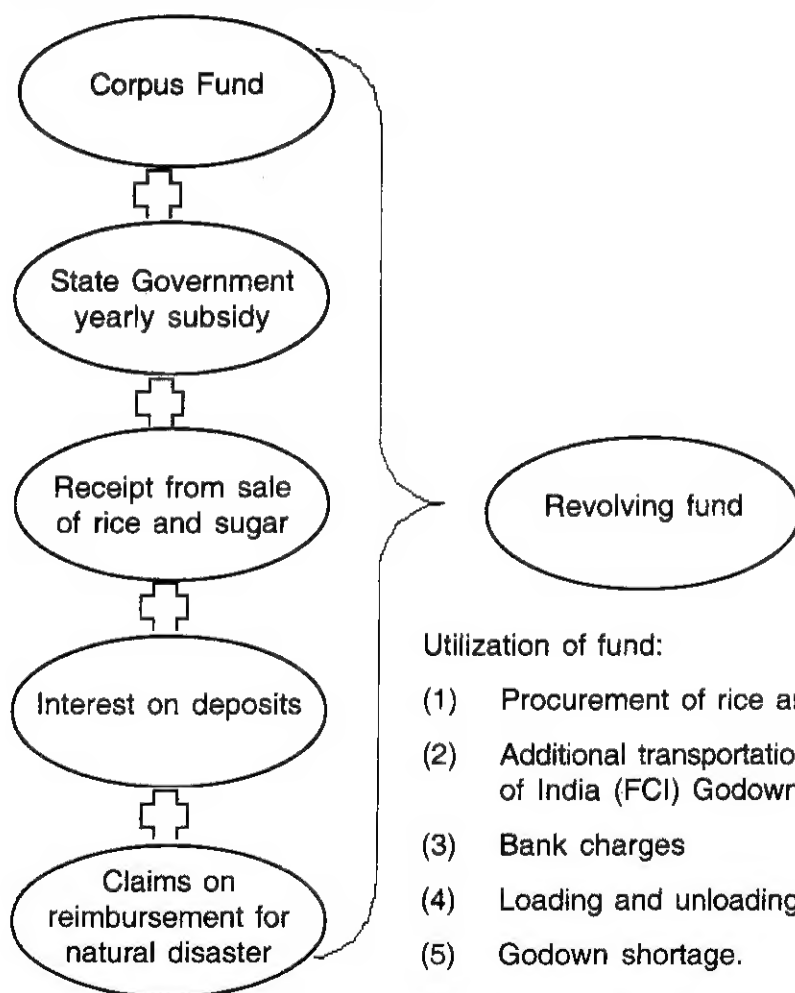 Corpus Fund
State Government
yearly subsidy
Receipt from sale
of rice and sugar
Interest on deposits
Claims on
reimbursement for
natural disaster
Revolving fund
Utilization of fund:
(1) Procurement of rice
(2) Additional transportatio
of India (FCI) Godown
(3) Bank charges
(4) Loading and unloading
(5) Godown shortage.